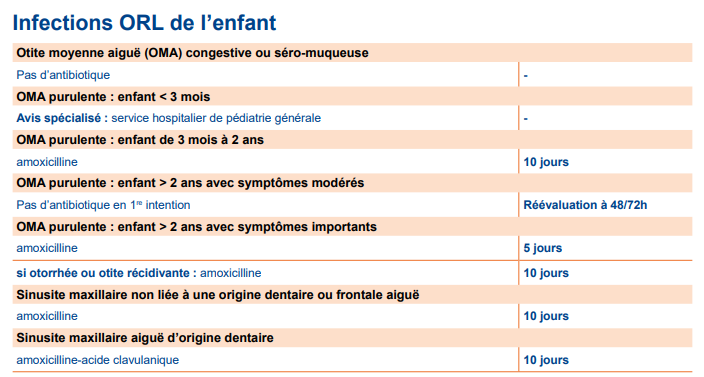 Infections ORL de l’enfant
Otite moyenne aiguë (OMA) congestive ou séro-muqueuse
Pas d’antibiotique -
OMA purulente : enfant < 3 mois
Avis spécialisé : service hospitalier de pédiatrie générale -
OMA purulente : enfant de 3 mois à 2 ans
amoxicilline 10 jours
OMA purulente : enfant > 2 ans avec symptômes modérés
Pas d’antibiotique en 1re intention Réévaluation à 48/72h
OMA purulente : enfant > 2 ans avec symptômes importants
amoxicilline 5 jours
si otorrhée ou otite récidivante : amoxicilline 10 jours
Sinusite maxillaire non liée à une origine dentaire ou frontale aiguë
amoxicilline 10 jours
Sinusite maxillaire aiguë d’origine dentaire
amoxicilline-acide clavulanique 10 jours